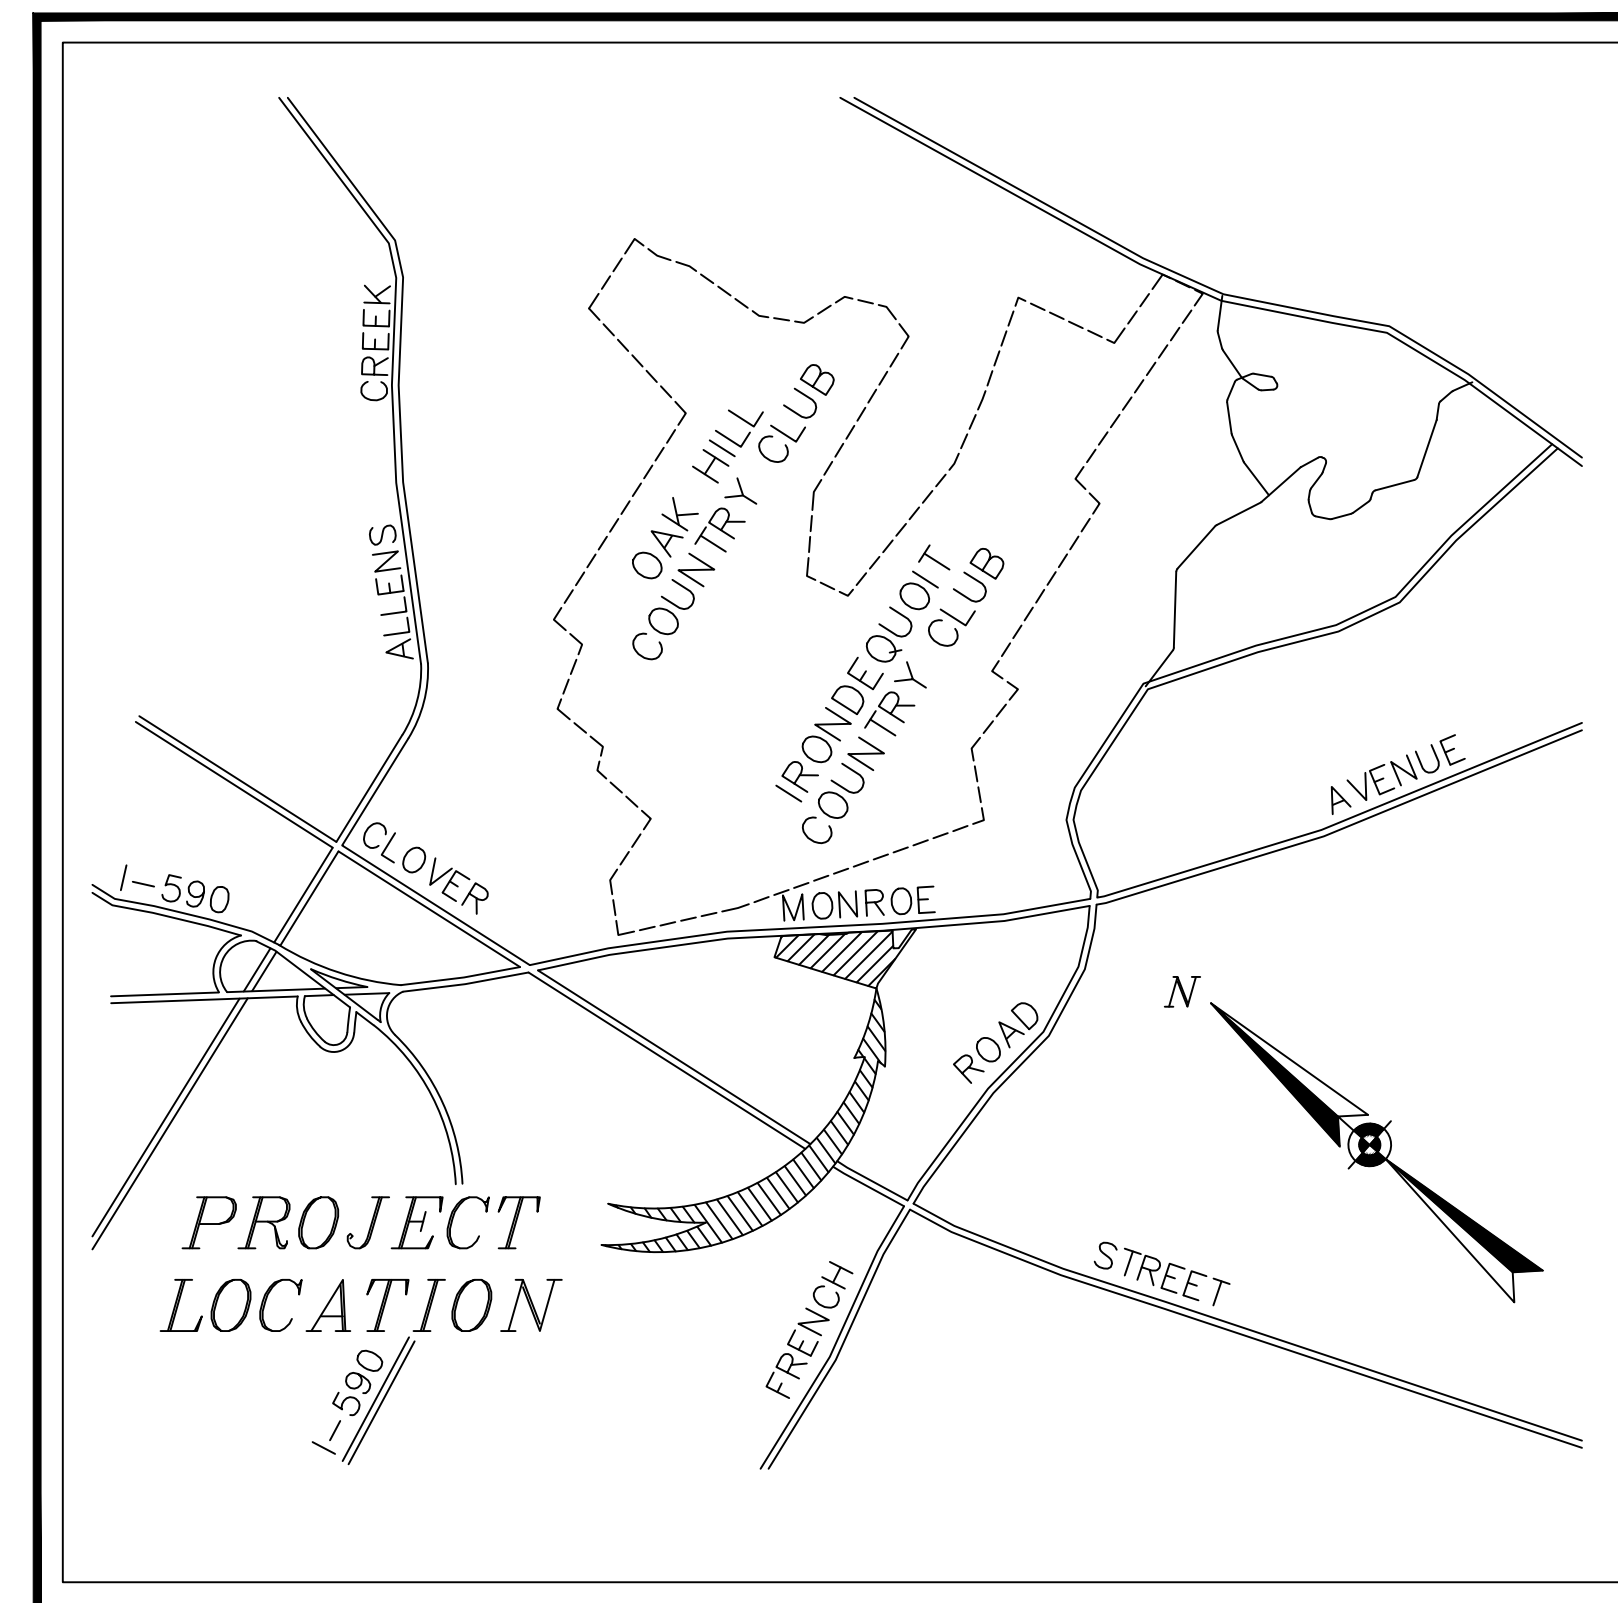 CREEK
ALLENS
OAK HILL
COUNTRY CLUB
IRONDEQUOIT
COUNTRY CLUB
AVENUE
CLOVER
I-590
MONROE
N
ROAD
PROJECT
LOCATION
STREET
FRENCH
I-590